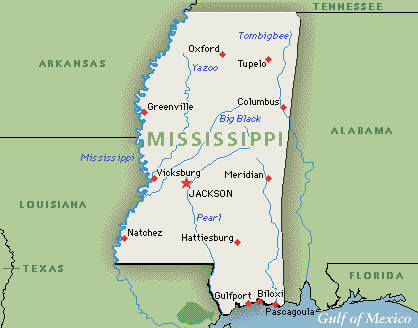 TENNESSEE
Tombigbee
Oxford
ARKANSAS
Yazoo
Tupelo
Columbus
Greenville
Big Black
ALABAMA
MISSISSIPPI
Mississippi
Vicksburg
Meridian
JACKSON
LOUISIANA
Pearl
Natchez
Hattiesburg
TEXAS
FLORIDA
Gulfport
Biloxi
Pascagoula
Gulf of Mexico